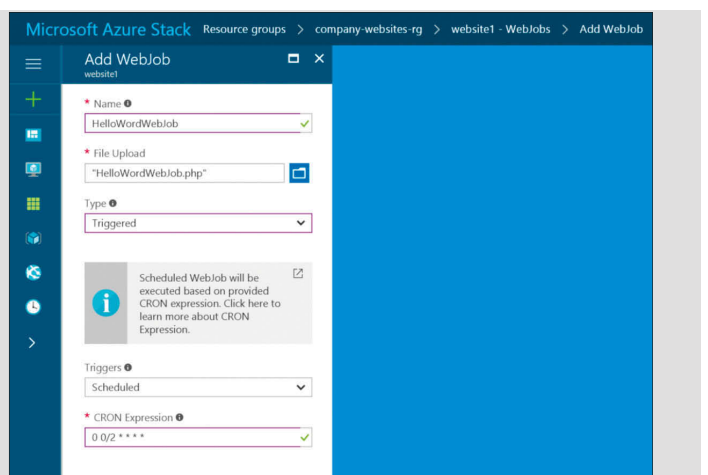 Microsoft Azure Stack Resource groups > company-websites-rg > website1 - WebJobs > Add WebJob
Add WebJob
website1
* Name
HelloWordWebJob
* File Upload
"HelloWordWebJob.php"
Type
Triggered
Scheduled WebJob will be
executed based on provided
CRON expression. Click here to
learn more about CRON
Expression.
Triggers
Scheduled
* CRON Expression
0 0/2 * * * *